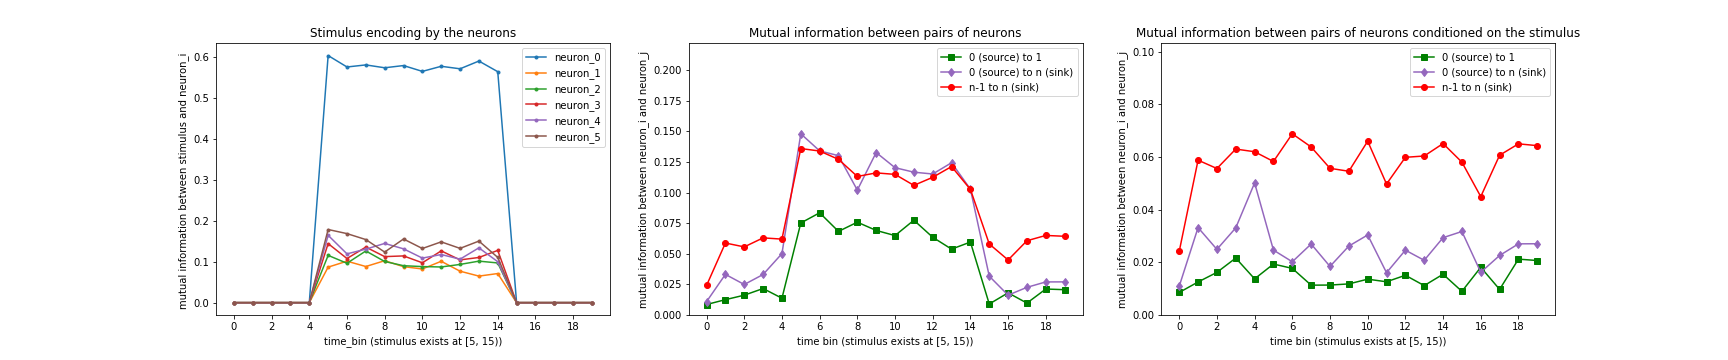 Stimulus encoding by the neurons
mutual information between stimulus and neuron_i
0.6
0.5
0.4
0.3
0.2
0.1
0.0
neuron_0
neuron_1
neuron_2
neuron_3
neuron_4
neuron_5
0 2 4 6 8 10 12 14 16 18
time_bin (stimulus exists at [5, 15))
Mutual information between pairs of neurons
mutual information between neuron_i and neuron_j
0.200
0.175
0.150
0.125
0.100
0.075
0.050
0.025
0.000
0 (source) to 1
0 (source) to n (sink)
n-1 to n (sink)
0 2 4 6 8 10 12 14 16 18
time bin (stimulus exists at [5, 15))
Mutual information between pairs of neurons conditioned on the stimulus
mutual information between neuron_i and neuron_j
0.10
0.08
0.06
0.04
0.02
0.00
0 (source) to 1
0 (source) to n (sink)
n-1 to n (sink)
0 2 4 6 8 10 12 14 16 18
time bin (stimulus exists at [5, 15))